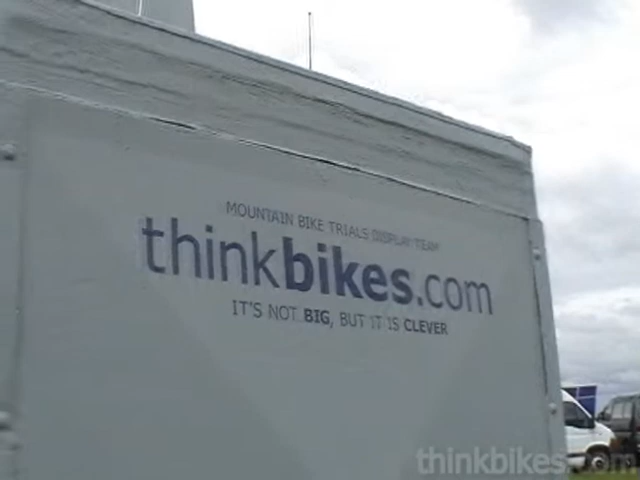 MOUNTAIN BIKE TRIALS DISPLAY TEAM
thinkbikes.com
IT'S NOT BIG, BUT IT IS CLEVER
thinkbikes.com